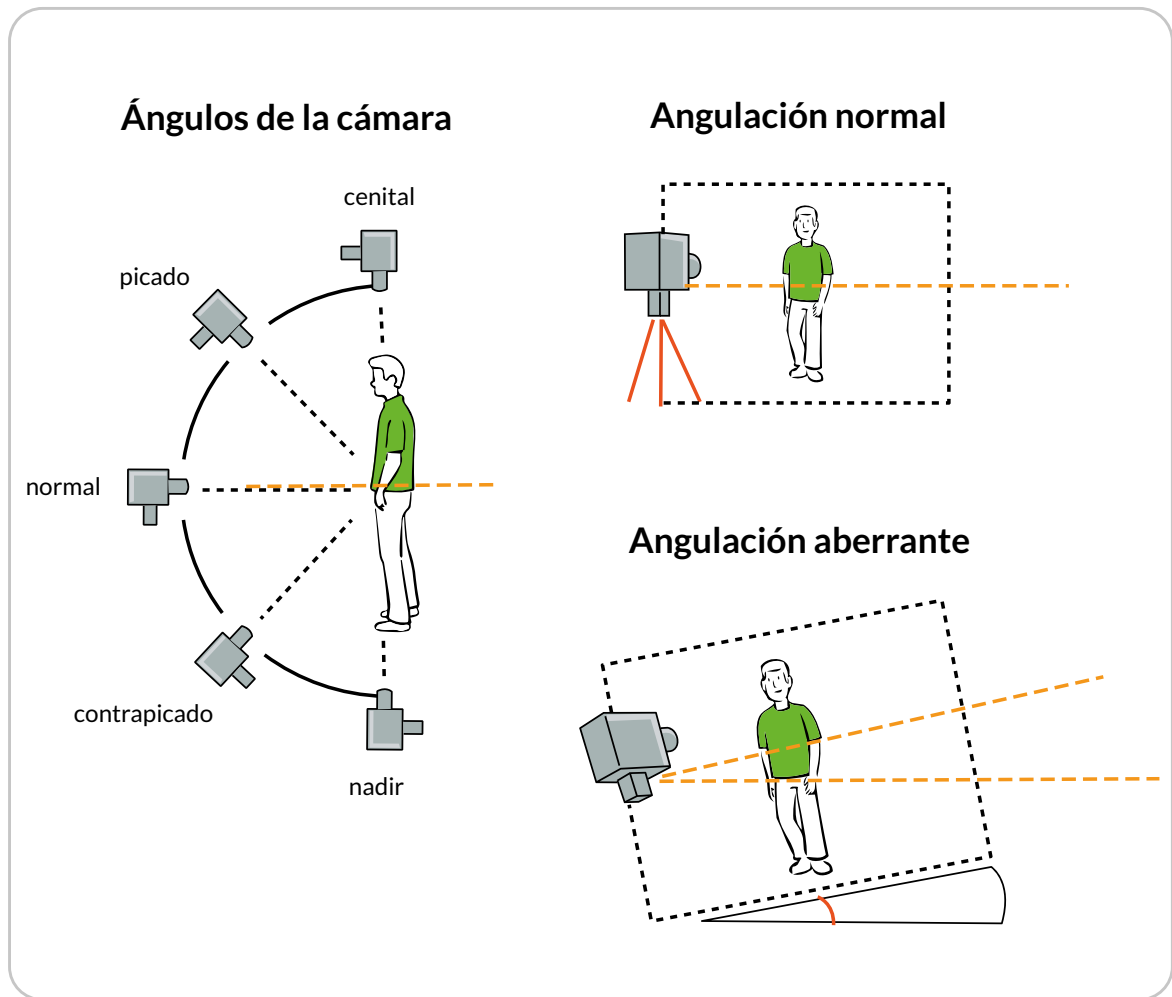 Ángulos de la cámara
cenital
picado
normal
contrapicado
nadir
Angulación normal
Angulación aberrante